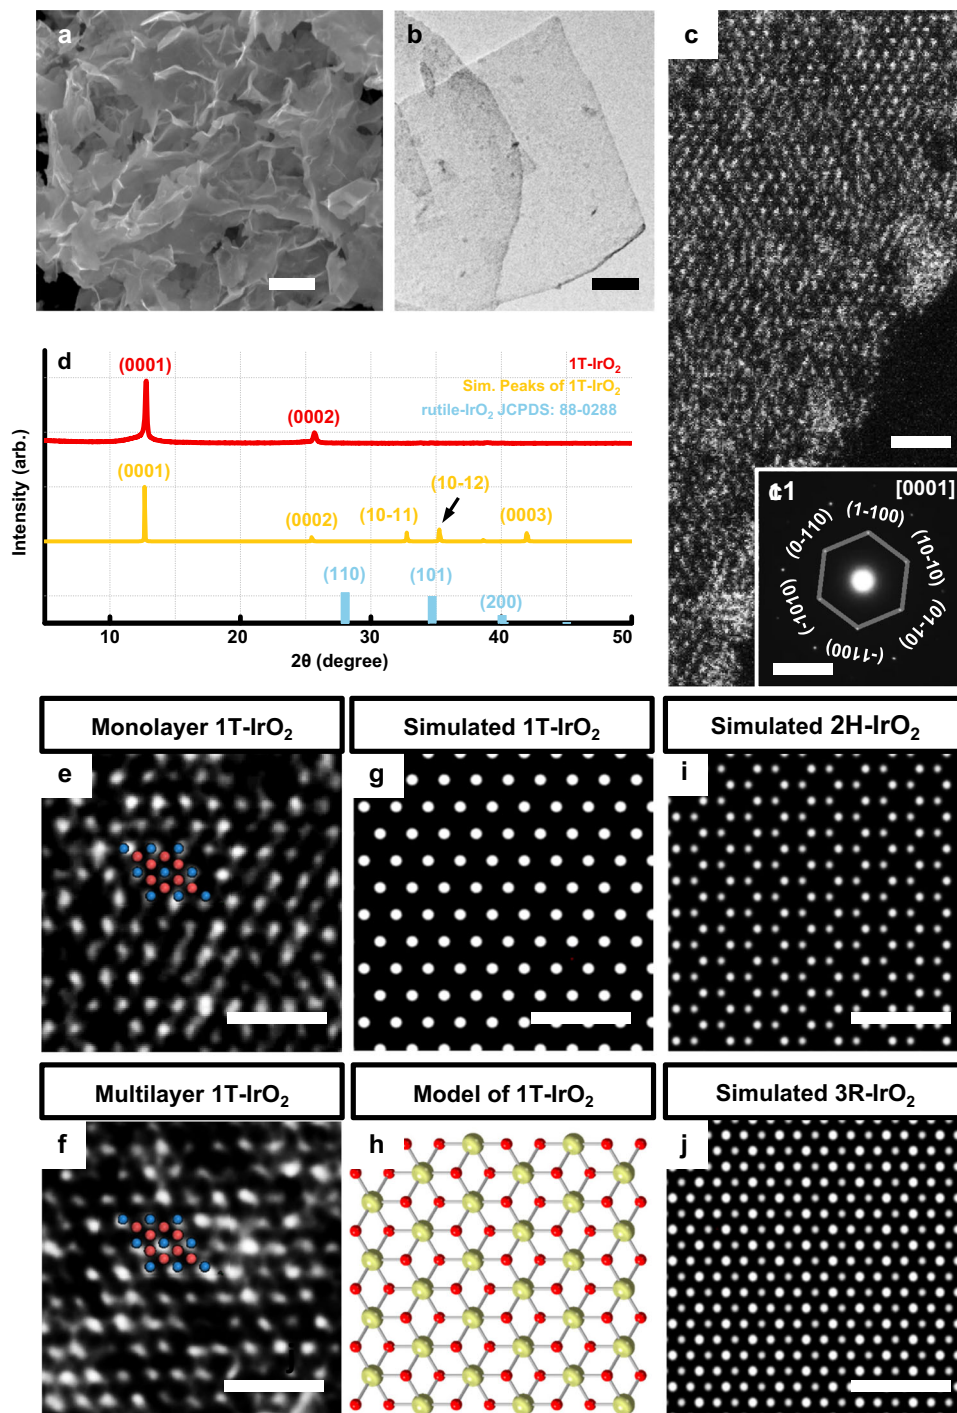 a
b
c
d
(0001)
1T-IrO₂
Sim. Peaks of 1T-IrO₂
rutile-IrO₂ JCPDS: 88-0288
(0002)
(0001)
(10-12)
(0002)
(10-11)
(0003)
(110)
(101)
(200)
Intensity (arb.)
10
20
30
40
50
2θ (degree)
c1
[0001]
(1-100)
(0-110)
(10-10)
(-1010)
(01-10)
(-1100)
Monolayer 1T-IrO₂
Simulated 1T-IrO₂
Simulated 2H-IrO₂
e
g
i
Multilayer 1T-IrO₂
Model of 1T-IrO₂
Simulated 3R-IrO₂
f
h
j